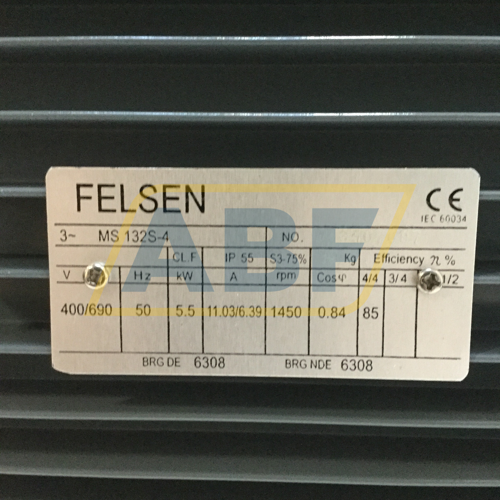 FELSEN
CE
IEC 60034
3~ MS 132S-4 NO.
CL.F IP 55 S3-75% Kg Efficiency η %
V Hz kW A rpm Cosφ 4/4 3/4 1/2
400/690 50 5.5 11.03/6.39 1450 0.84 85
BRG DE 6308 BRG NDE 6308
ABF